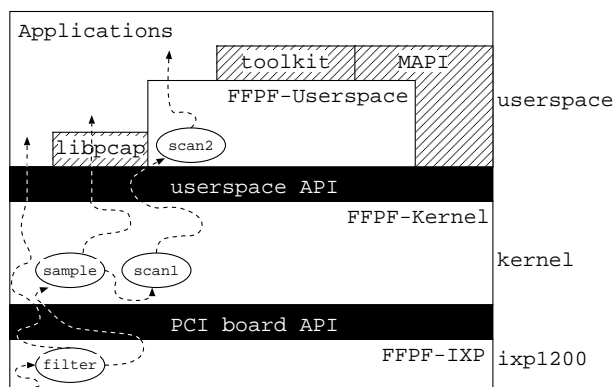 Applications
toolkit MAPI
FFPF-Userspace
userspace
libpcap scan2
userspace API
FFPF-Kernel
sample scan1 kernel
PCI board API
FFPF-IXP ixp1200
filter